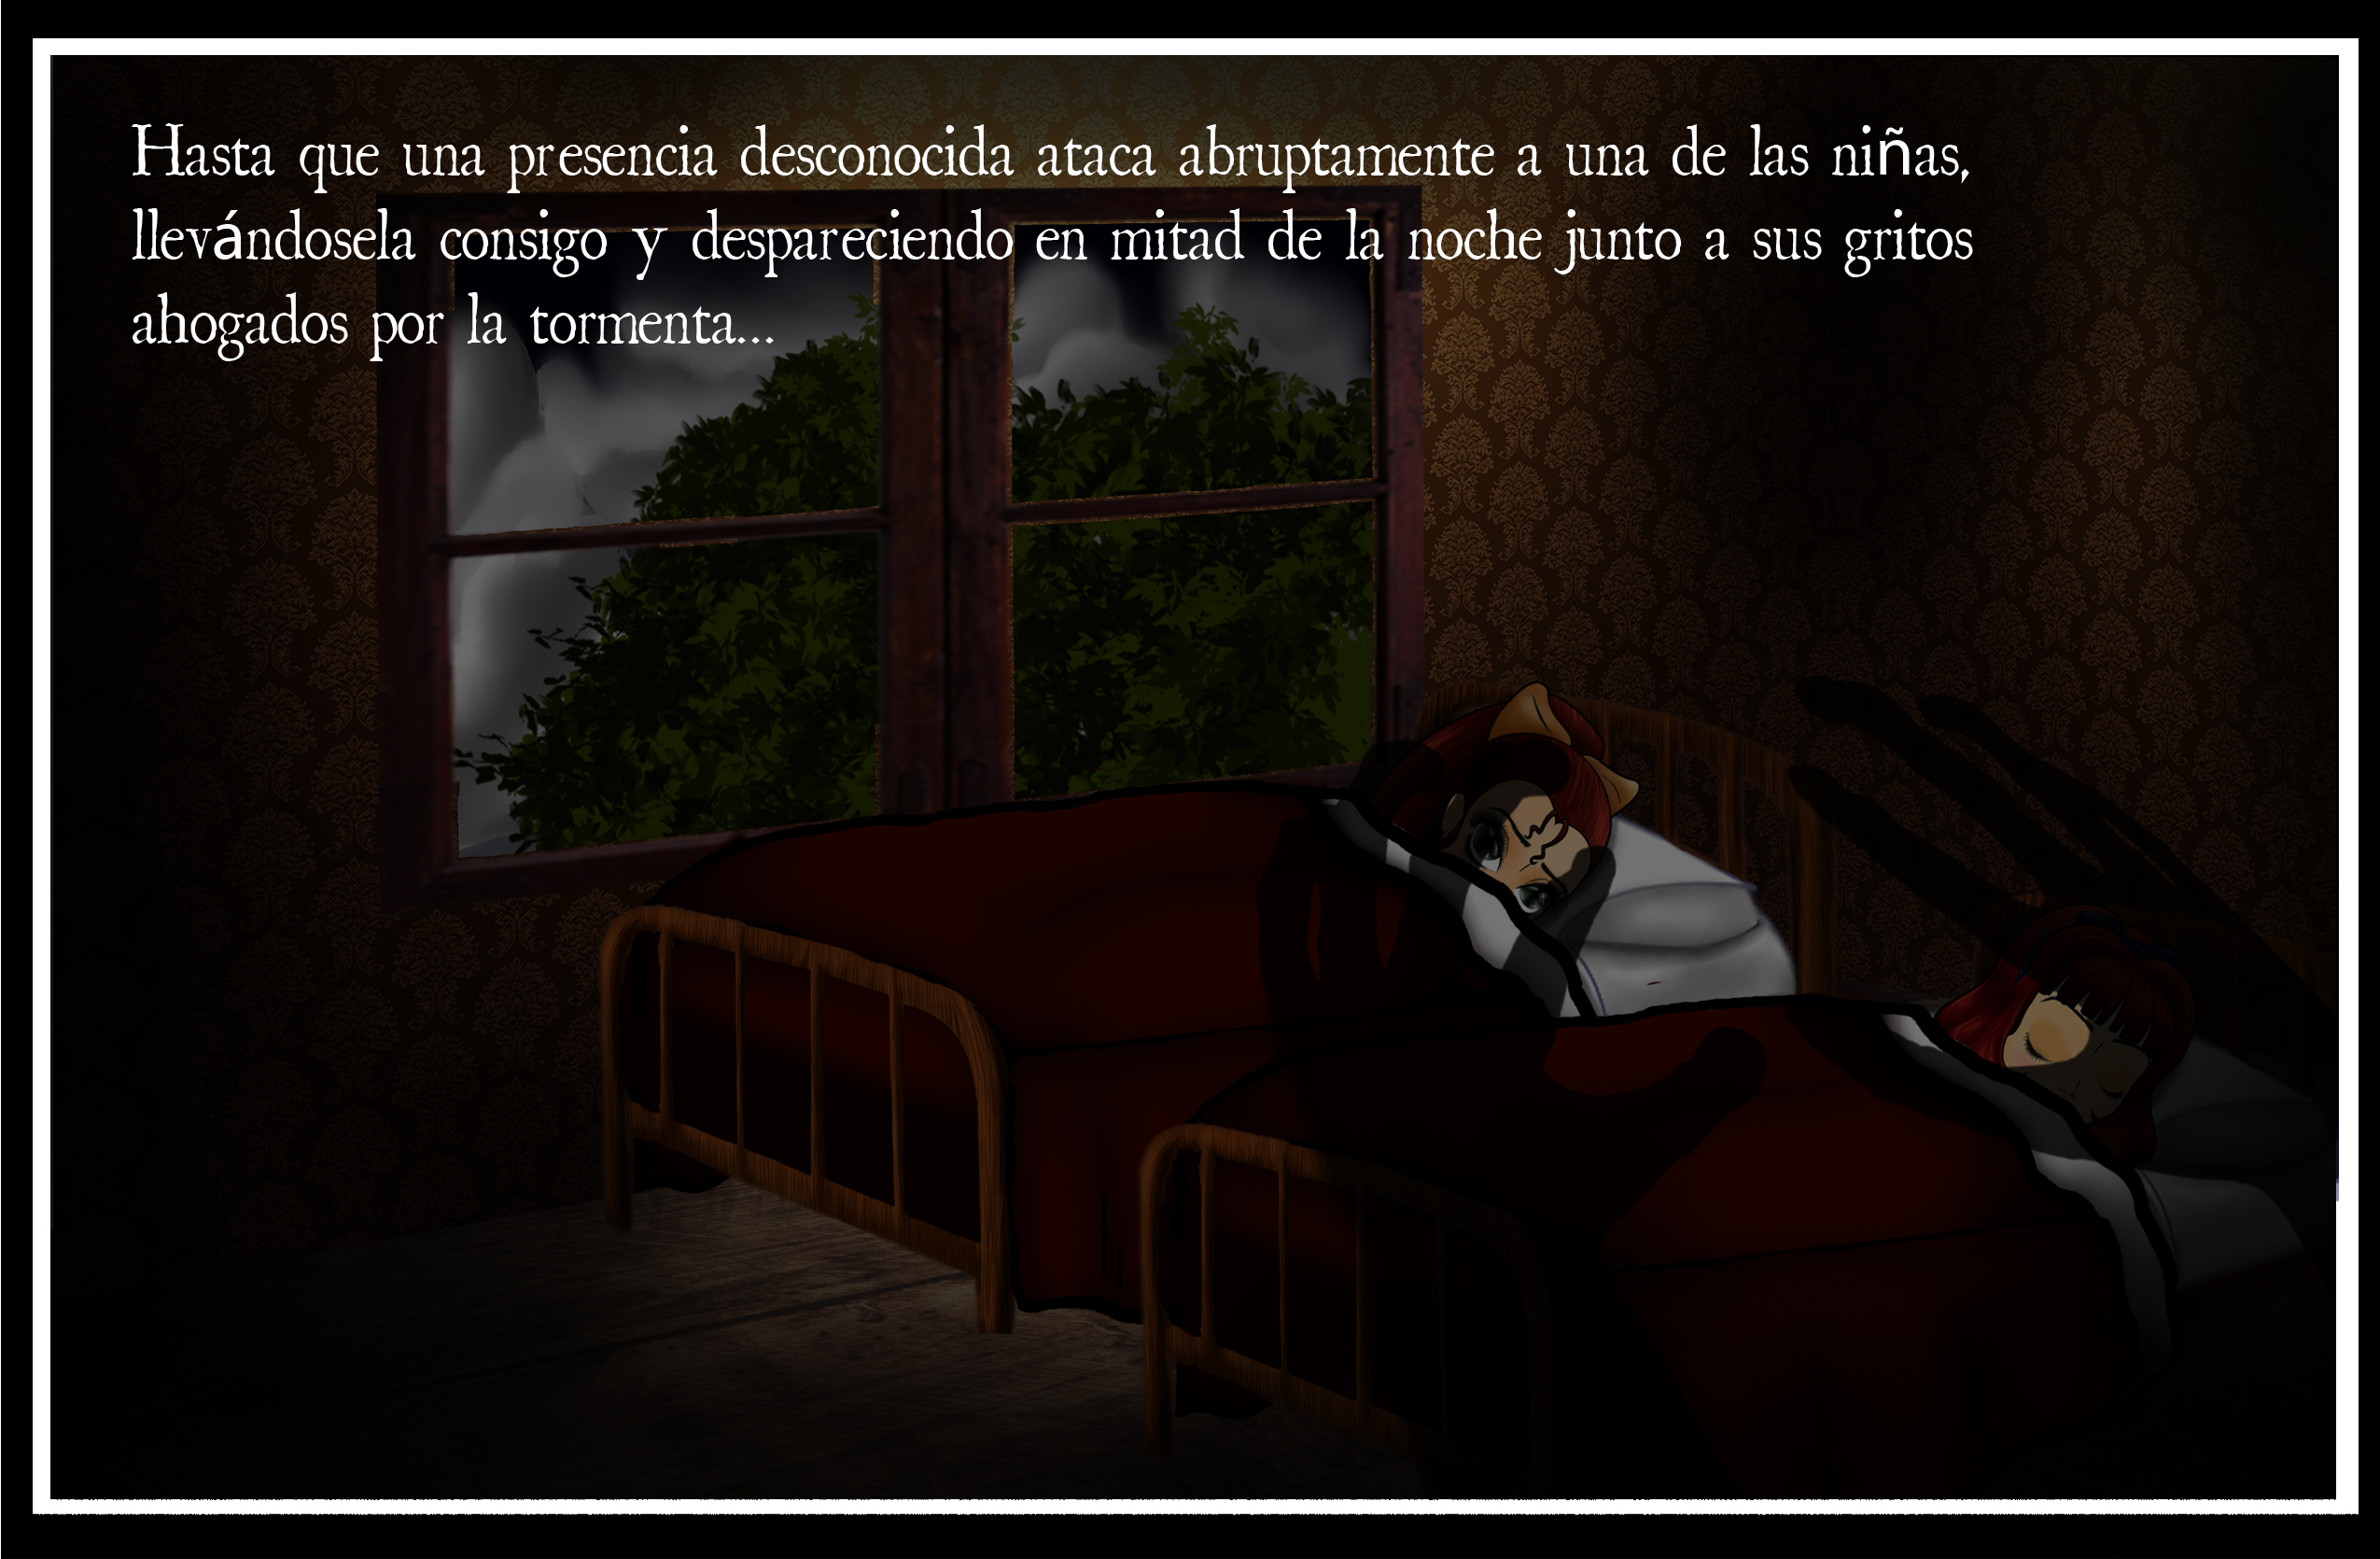 Hasta que una presencia desconocida ataca abruptamente a una de las niñas,
llevándosela consigo y despareciendo en mitad de la noche junto a sus gritos
ahogados por la tormenta...